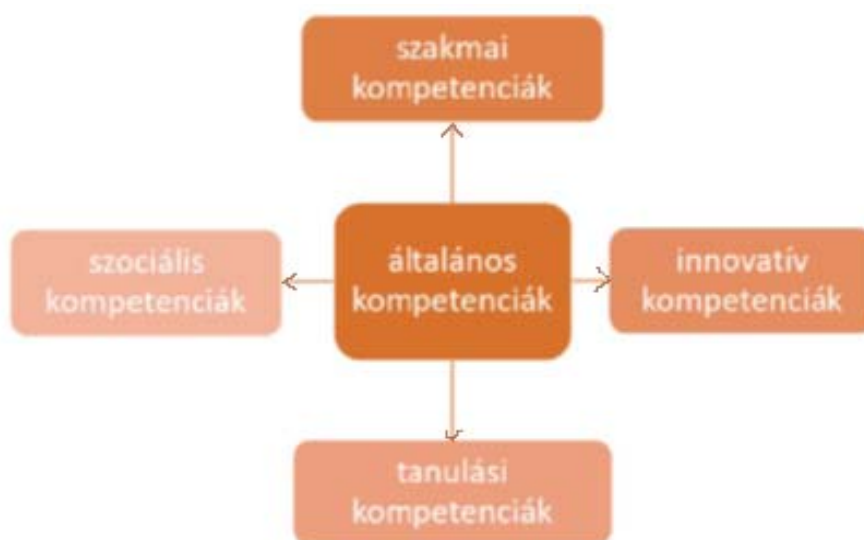 szakmai
kompetenciák
szociális
kompetenciák
általános
kompetenciák
innovatív
kompetenciák
tanulási
kompetenciák